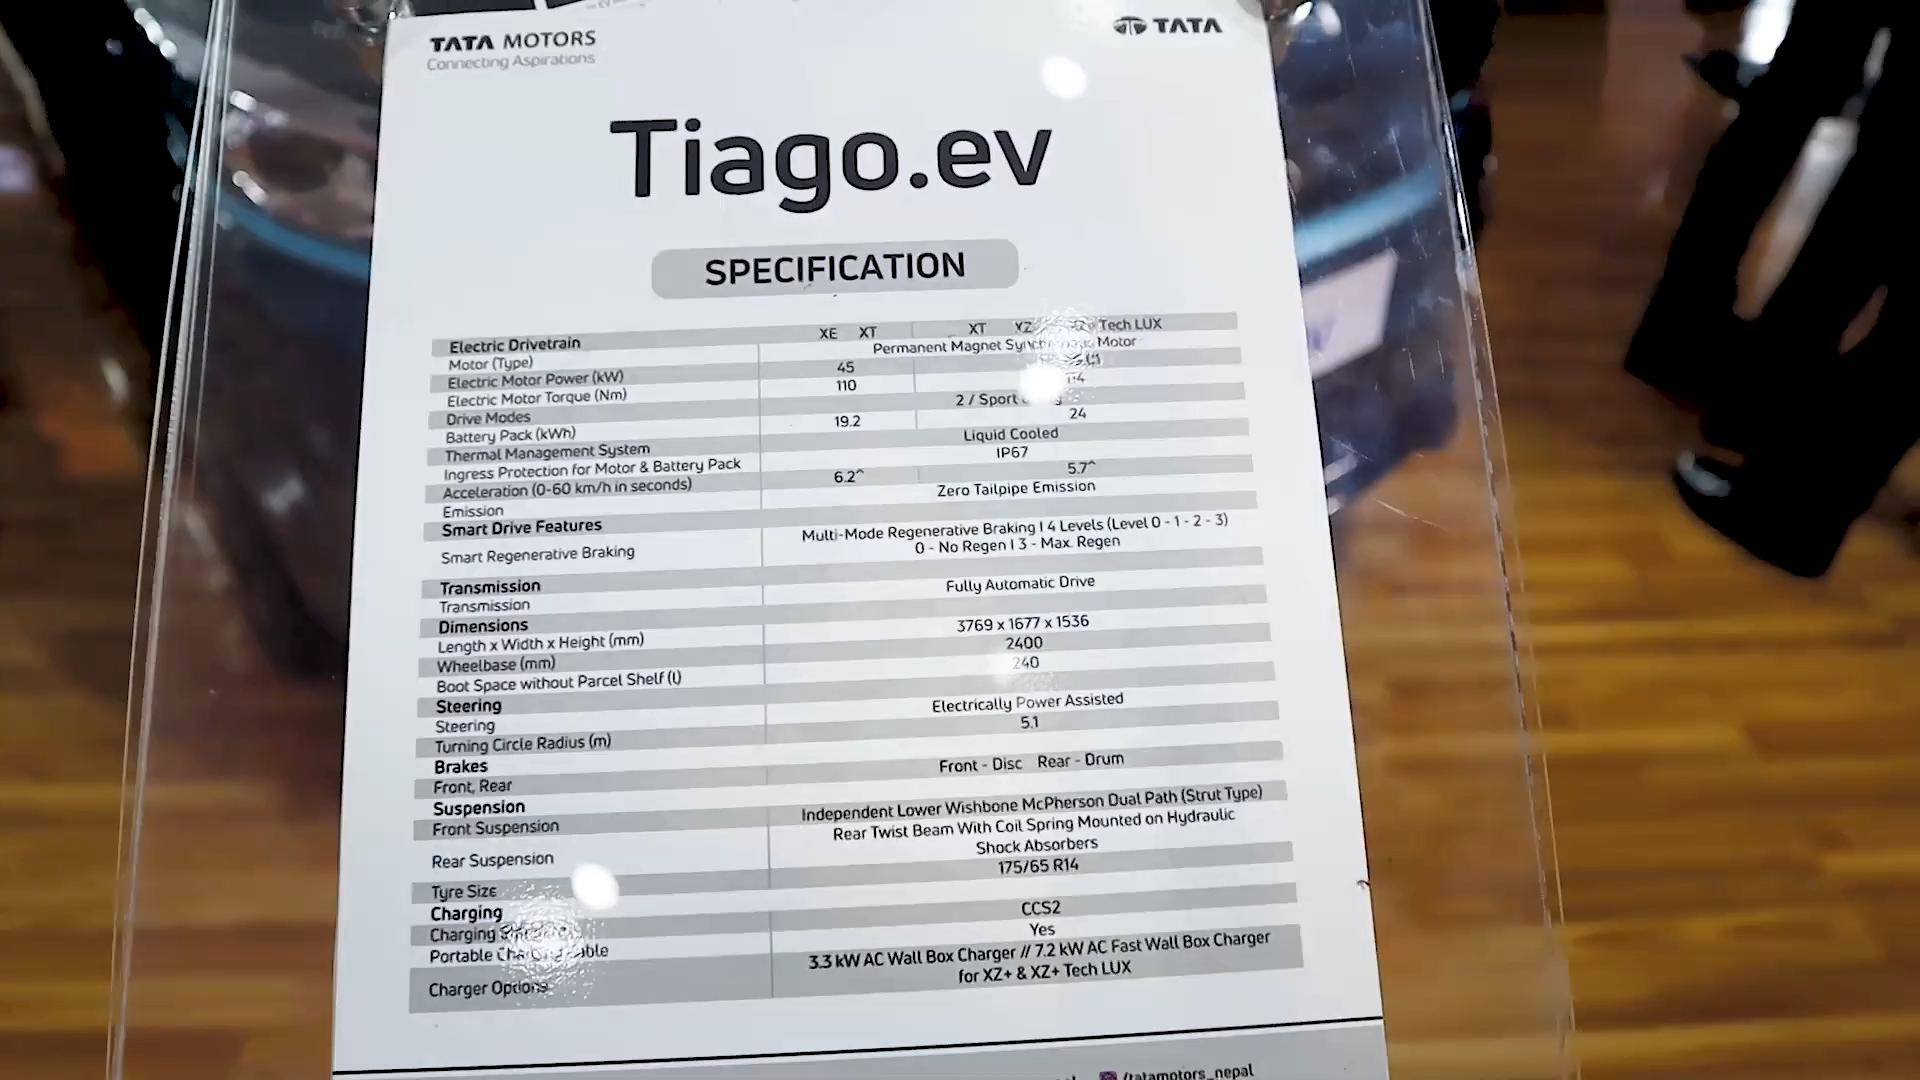 TATA MOTORS
Connecting Aspirations
TATA
Tiago.ev
SPECIFICATION
Electric Drivetrain XE XT XT Tech LUX
Motor (Type) Permanent Magnet Motor
Electric Motor Power (kW) 45
Electric Motor Torque (Nm) 110
Drive Modes 2 / Sport
Battery Pack (kWh) 19.2 24
Thermal Management System Liquid Cooled
Ingress Protection for Motor & Battery Pack IP67
Acceleration (0-60 km/h in seconds) 6.2^ 5.7^
Emission Zero Tailpipe Emission
Smart Drive Features
Smart Regenerative Braking Multi-Mode Regenerative Braking I 4 Levels (Level 0 - 1 - 2 - 3)
0 - No Regen I 3 - Max. Regen
Transmission
Transmission Fully Automatic Drive
Dimensions
Length x Width x Height (mm) 3769 x 1677 x 1536
Wheelbase (mm) 2400
Boot Space without Parcel Shelf (l) 240
Steering
Steering Electrically Power Assisted
Turning Circle Radius (m) 5.1
Brakes
Front, Rear Front - Disc Rear - Drum
Suspension
Front Suspension Independent Lower Wishbone McPherson Dual Path (Strut Type)
Rear Suspension Rear Twist Beam With Coil Spring Mounted on Hydraulic
Shock Absorbers
Tyre Size 175/65 R14
Charging
Charging CCS2
Portable Yes
Charger Options 3.3 kW AC Wall Box Charger // 7.2 kW AC Fast Wall Box Charger
for XZ+ & XZ+ Tech LUX
/tatamotors_nepal